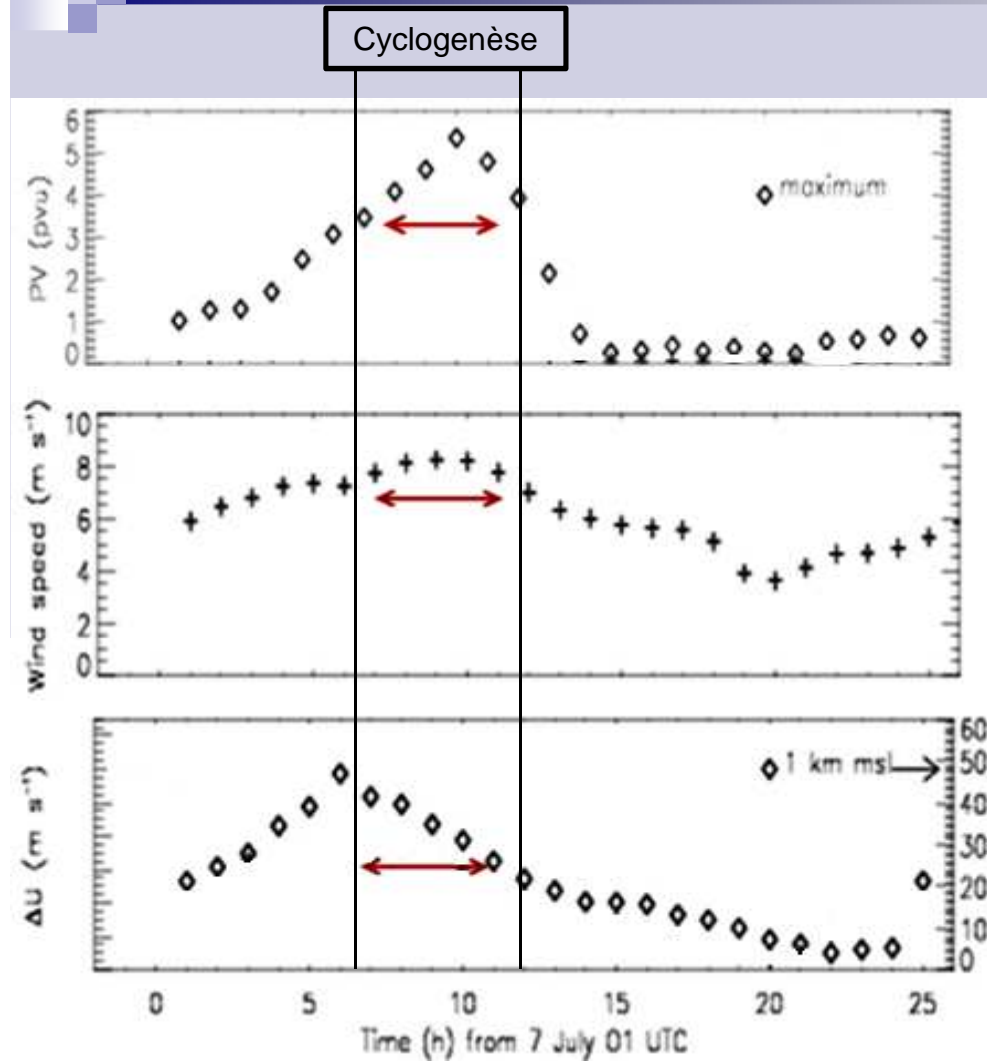 Cyclogenèse
PV (pvu)
6
5
4
3
2
1
0
maximum
Wind speed (m s⁻¹)
10
8
6
4
2
0
ΔU (m s⁻¹)
1 km msl
60
50
40
30
20
10
0
0 5 10 15 20 25
Time (h) from 7 July 01 UTC